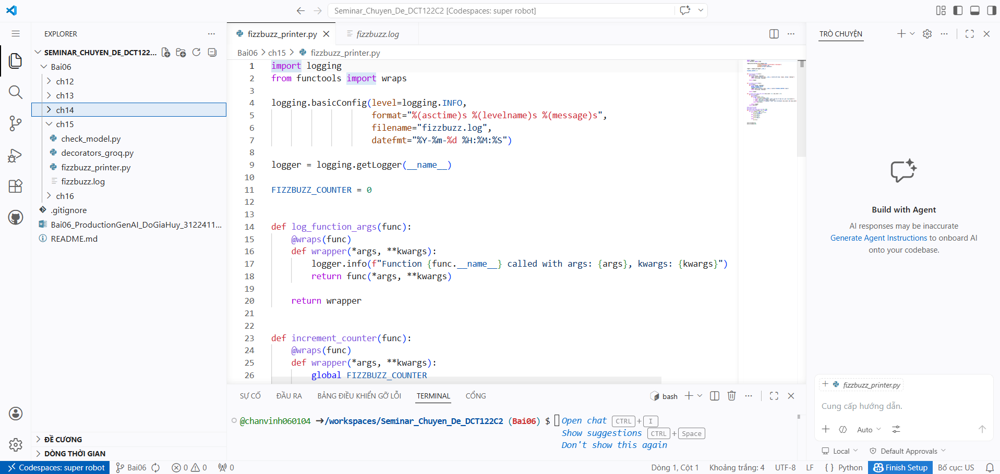 Seminar_Chuyen_De_DCT122C2 [Codespaces: super robot]
EXPLORER
SEMINAR_CHUYEN_DE_DCT122...
Bai06
ch12
ch13
ch14
ch15
check_model.py
decorators_groq.py
fizzbuzz_printer.py
fizzbuzz.log
ch16
.gitignore
Bai06_ProductionGenAI_DoGiaHuy_3122411...
README.md
ĐỀ CƯƠNG
DÒNG THỜI GIAN
fizzbuzz_printer.py
fizzbuzz.log
Bai06 > ch15 > fizzbuzz_printer.py
1 import logging
2 from functools import wraps
3
4 logging.basicConfig(level=logging.INFO,
5 format="%(asctime)s %(levelname)s %(message)s",
6 filename="fizzbuzz.log",
7 datefmt="%Y-%m-%d %H:%M:%S")
8
9 logger = logging.getLogger(__name__)
10
11 FIZZBUZZ_COUNTER = 0
12
13
14 def log_function_args(func):
15 @wraps(func)
16 def wrapper(*args, **kwargs):
17 logger.info(f"Function {func.__name__} called with args: {args}, kwargs: {kwargs}")
18 return func(*args, **kwargs)
19
20 return wrapper
21
22
23 def increment_counter(func):
24 @wraps(func)
25 def wrapper(*args, **kwargs):
26 global FIZZBUZZ_COUNTER
SỰ CỐ ĐẦU RA BẢNG ĐIỀU KHIỂN GỠ LỖI TERMINAL CỔNG
bash
@chanvinh060104 →/workspaces/Seminar_Chuyen_De_DCT122C2 (Bai06) $ Open chat CTRL + I
Show suggestions CTRL + Space
Don't show this again
TRÒ CHUYỆN
Build with Agent
AI responses may be inaccurate
Generate Agent Instructions to onboard AI
onto your codebase.
fizzbuzz_printer.py
Cung cấp hướng dẫn.
Auto
Local
Default Approvals
Codespaces: super robot
Bai06
0 0
0
Dòng 1, Cột 1
Khoảng trắng: 4
UTF-8
LF
{ } Python
Finish Setup
Bố cục: US